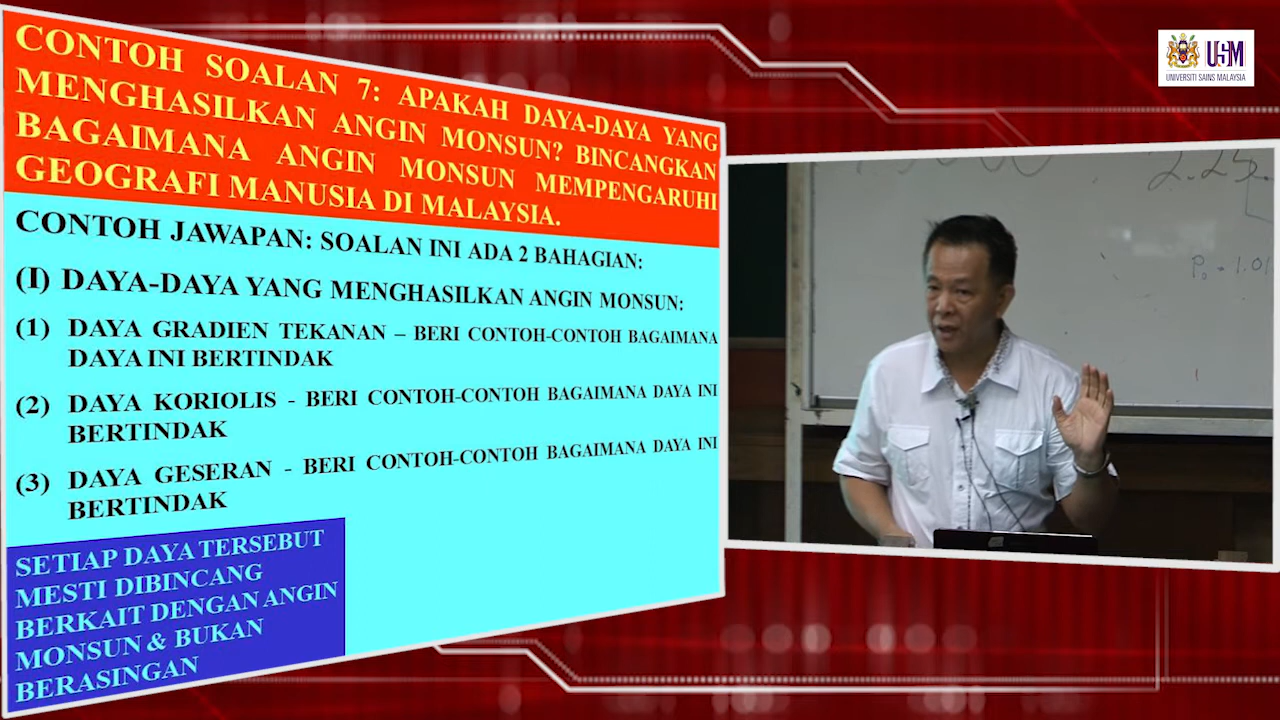 CONTOH SOALAN 7: APAKAH DAYA-DAYA YANG
MENGHASILKAN ANGIN MONSUN? BINCANGKAN
BAGAIMANA ANGIN MONSUN MEMPENGARUHI
GEOGRAFI MANUSIA DI MALAYSIA.
CONTOH JAWAPAN: SOALAN INI ADA 2 BAHAGIAN:
(I) DAYA-DAYA YANG MENGHASILKAN ANGIN MONSUN:
(1) DAYA GRADIEN TEKANAN – BERI CONTOH-CONTOH BAGAIMANA
DAYA INI BERTINDAK
(2) DAYA KORIOLIS - BERI CONTOH-CONTOH BAGAIMANA DAYA INI
BERTINDAK
(3) DAYA GESERAN - BERI CONTOH-CONTOH BAGAIMANA DAYA INI
BERTINDAK
SETIAP DAYA TERSEBUT
MESTI DIBINCANG
BERKAIT DENGAN ANGIN
MONSUN & BUKAN
BERASINGAN
USM
UNIVERSITI SAINS MALAYSIA
2.25
P₀ = 1.01